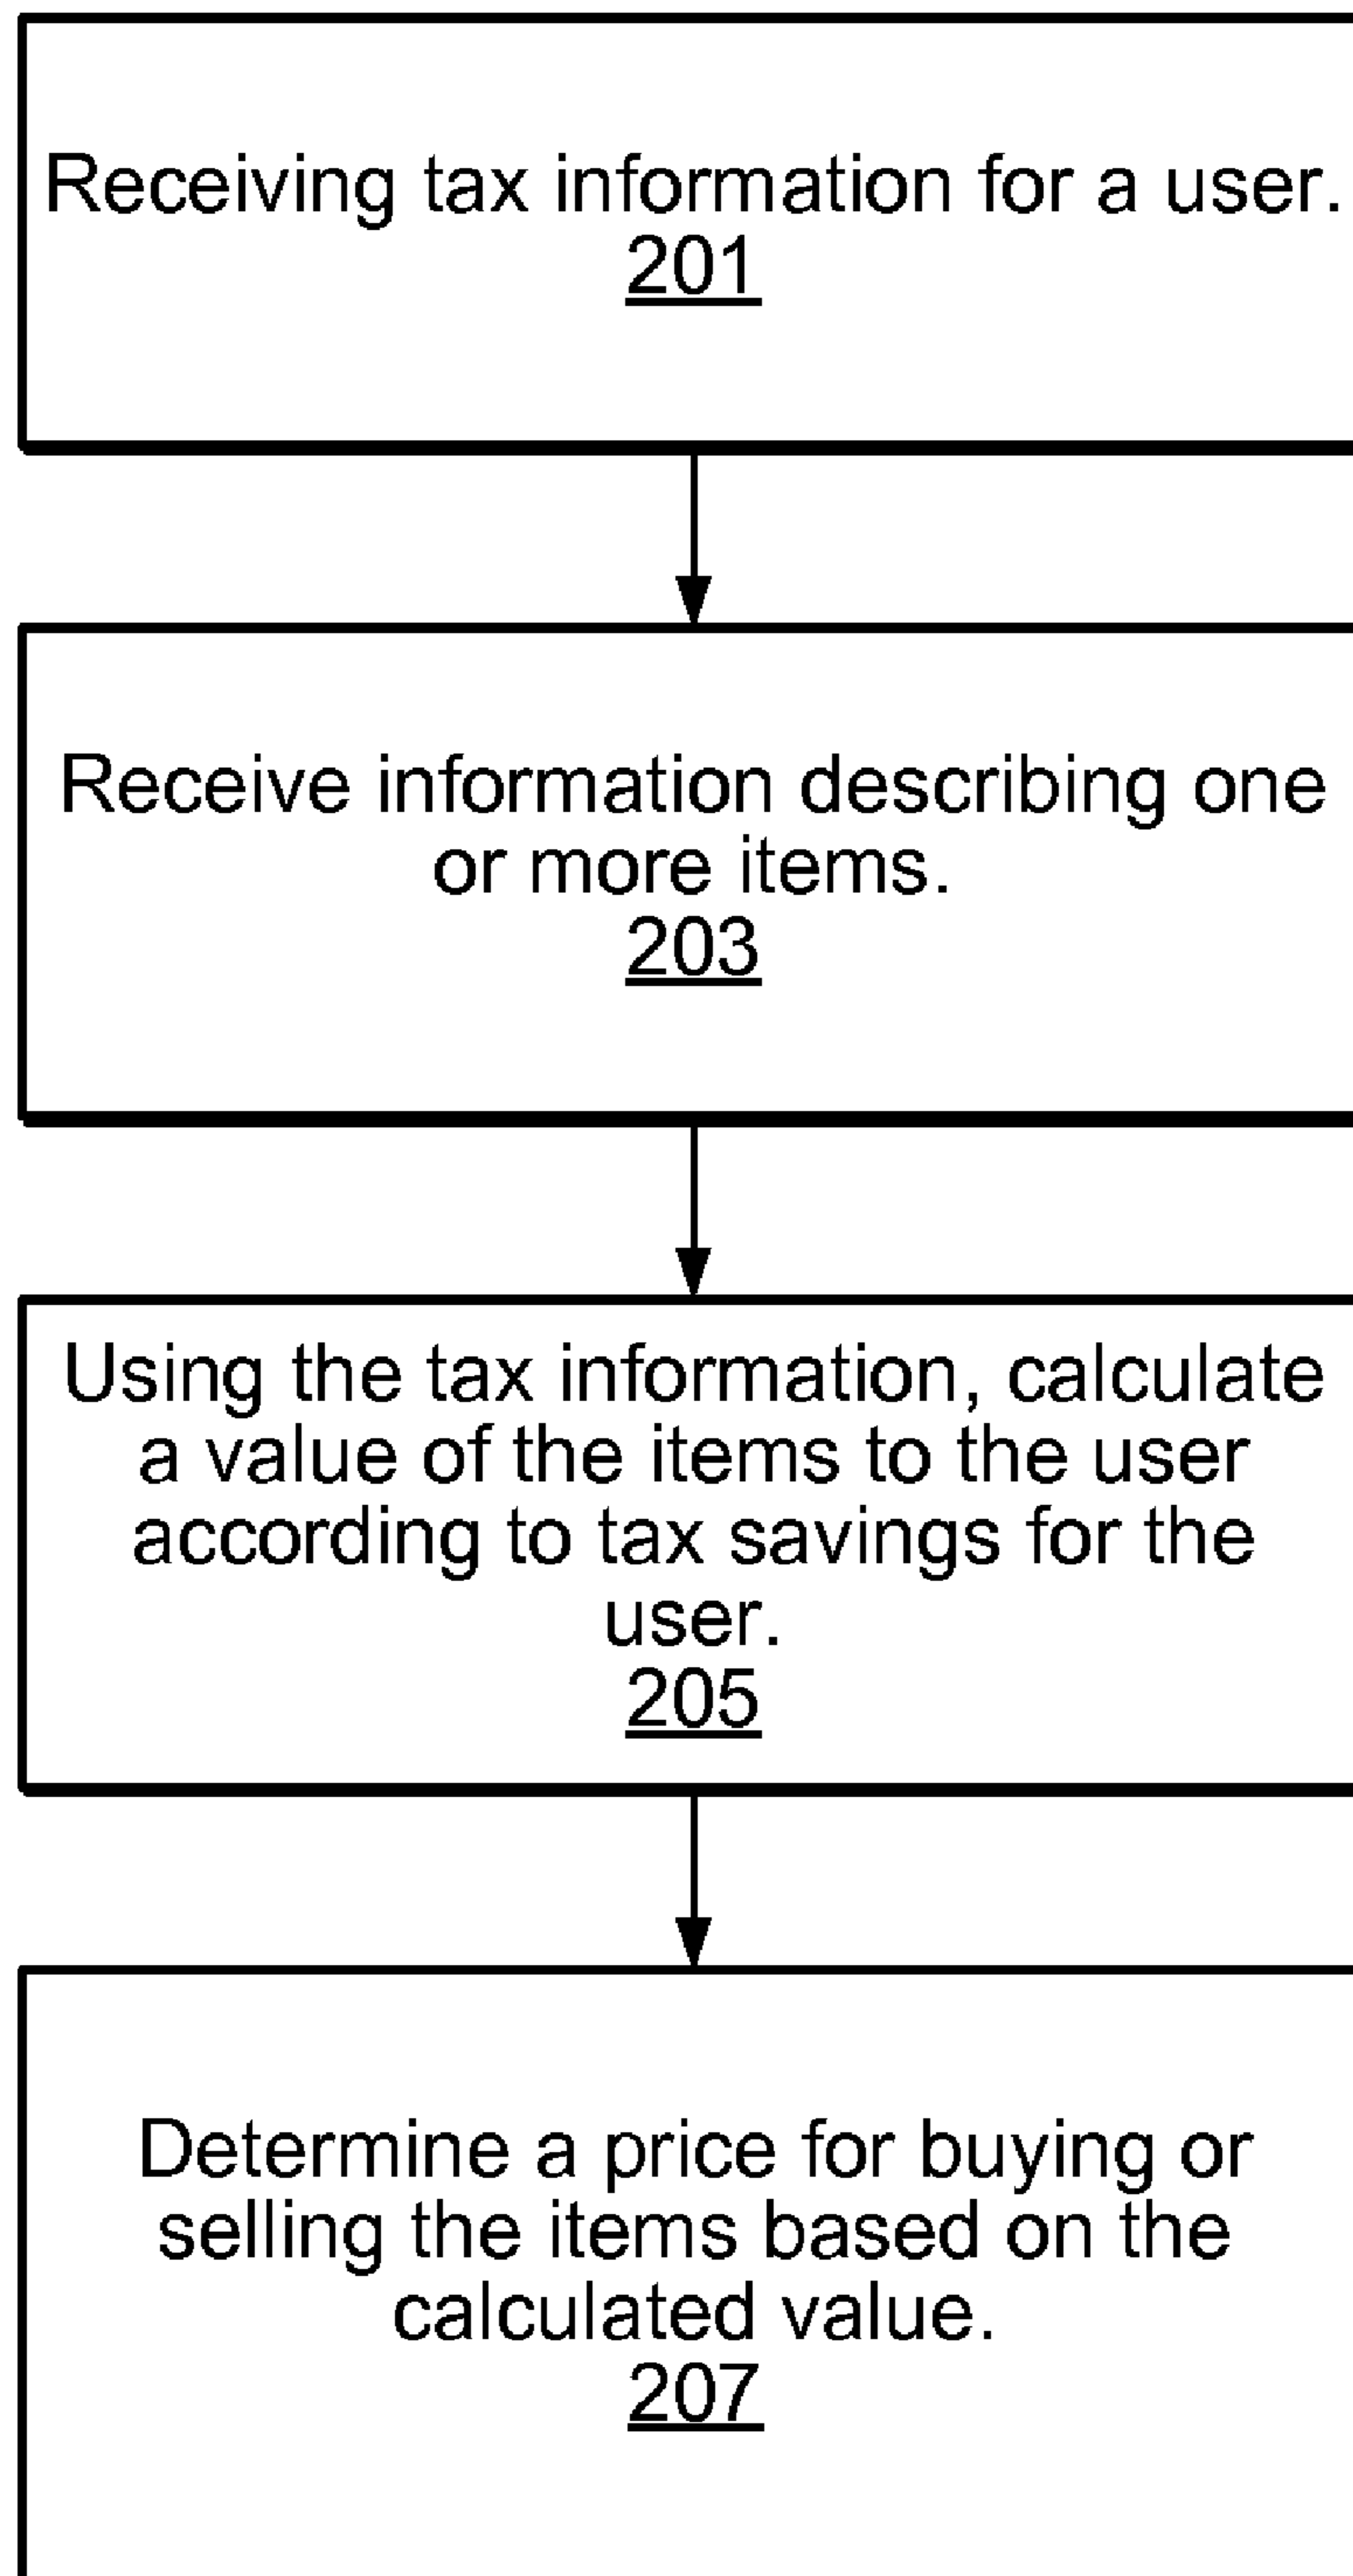 Receiving tax information for a user.
201
Receive information describing one
or more items.
203
Using the tax information, calculate
a value of the items to the user
according to tax savings for the
user.
205
Determine a price for buying or
selling the items based on the
calculated value.
207